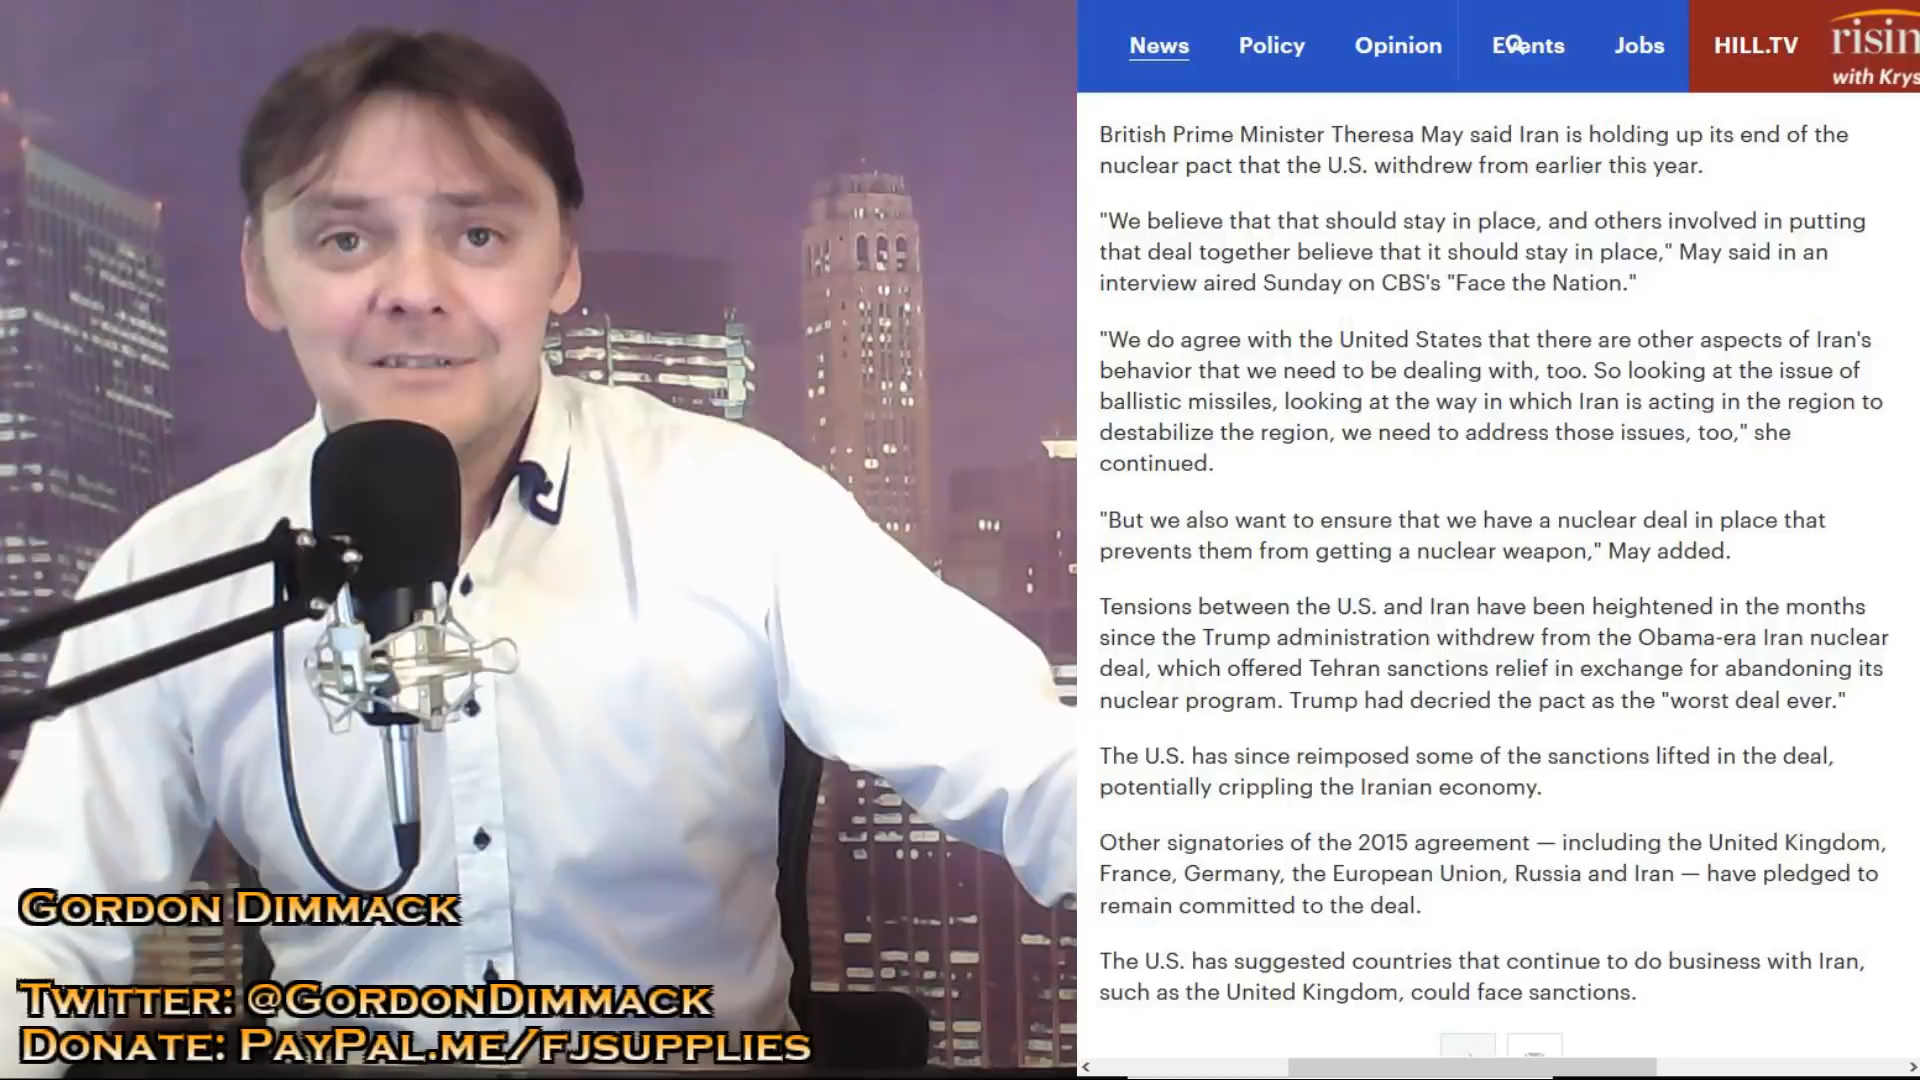 News Policy Opinion Events Jobs HILL.TV rising
with Krys
British Prime Minister Theresa May said Iran is holding up its end of the
nuclear pact that the U.S. withdrew from earlier this year.
"We believe that that should stay in place, and others involved in putting
that deal together believe that it should stay in place," May said in an
interview aired Sunday on CBS's "Face the Nation."
"We do agree with the United States that there are other aspects of Iran's
behavior that we need to be dealing with, too. So looking at the issue of
ballistic missiles, looking at the way in which Iran is acting in the region to
destabilize the region, we need to address those issues, too," she
continued.
"But we also want to ensure that we have a nuclear deal in place that
prevents them from getting a nuclear weapon," May added.
Tensions between the U.S. and Iran have been heightened in the months
since the Trump administration withdrew from the Obama-era Iran nuclear
deal, which offered Tehran sanctions relief in exchange for abandoning its
nuclear program. Trump had decried the pact as the "worst deal ever."
The U.S. has since reimposed some of the sanctions lifted in the deal,
potentially crippling the Iranian economy.
Other signatories of the 2015 agreement — including the United Kingdom,
France, Germany, the European Union, Russia and Iran — have pledged to
remain committed to the deal.
The U.S. has suggested countries that continue to do business with Iran,
such as the United Kingdom, could face sanctions.
GORDON DIMMACK
TWITTER: @GORDONDIMMACK
DONATE: PAYPAL.ME/FJSUPPLIES